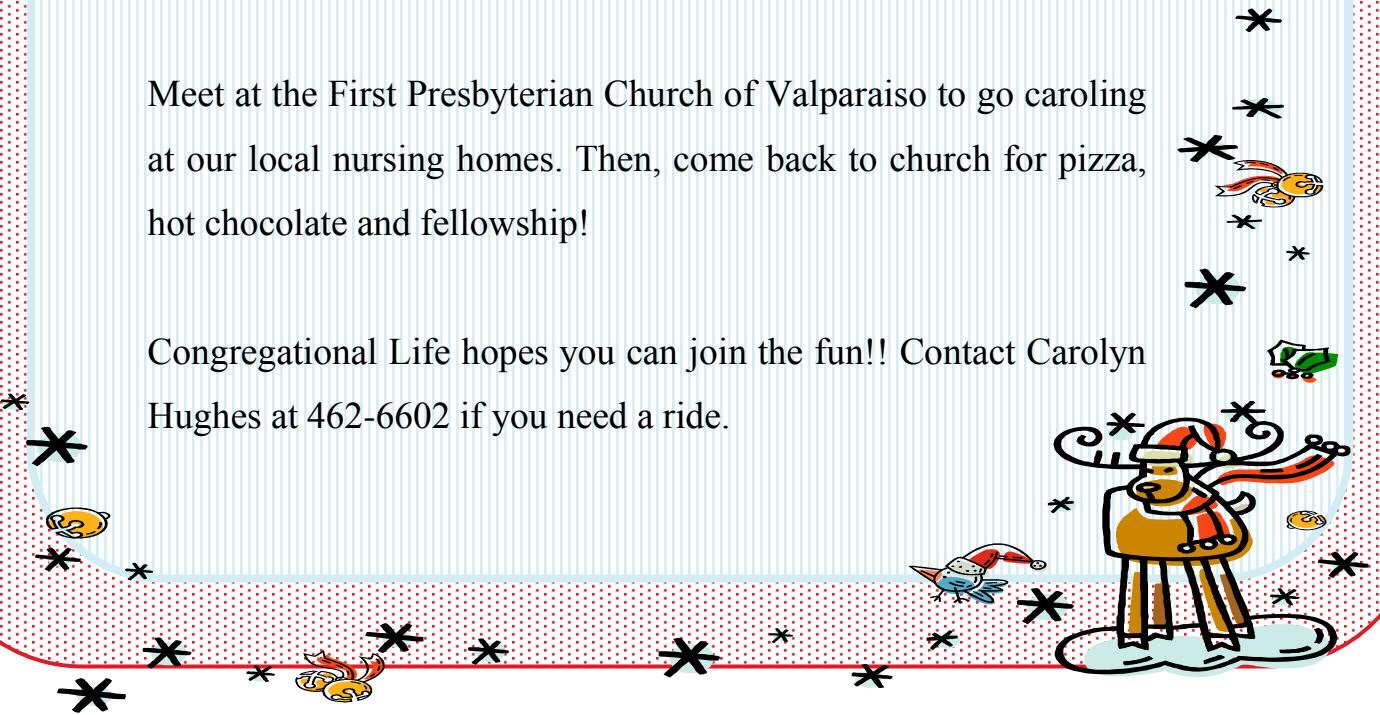 Meet at the First Presbyterian Church of Valparaiso to go caroling
at our local nursing homes. Then, come back to church for pizza,
hot chocolate and fellowship!
Congregational Life hopes you can join the fun!! Contact Carolyn
Hughes at 462-6602 if you need a ride.